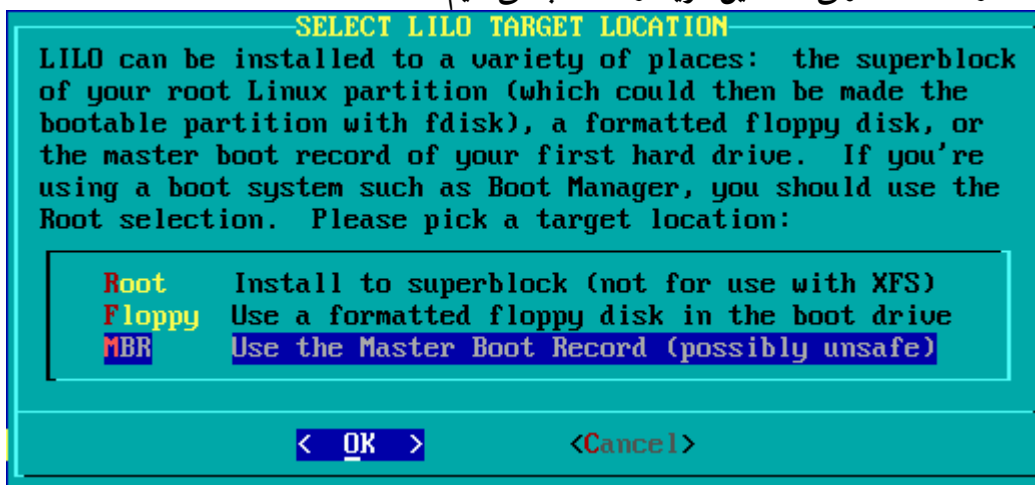 SELECT LILO TARGET LOCATION
LILO can be installed to a variety of places:  the superblock
of your root Linux partition (which could then be made the
bootable partition with fdisk), a formatted floppy disk, or
the master boot record of your first hard drive.  If you're
using a boot system such as Boot Manager, you should use the
Root selection.  Please pick a target location:
Root    Install to superblock (not for use with XFS)
Floppy  Use a formatted floppy disk in the boot drive
MBR     Use the Master Boot Record (possibly unsafe)
<  OK  >    <Cancel>